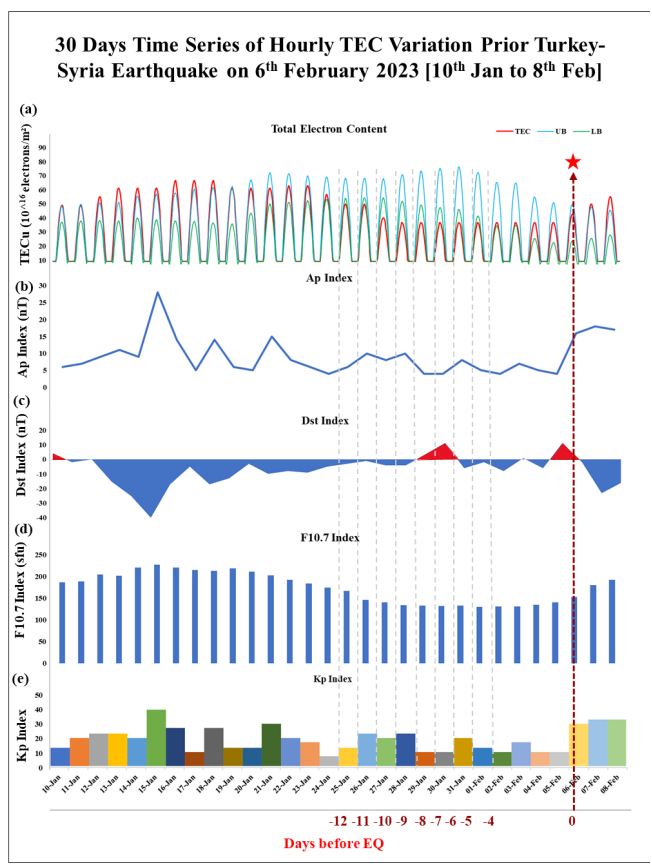 30 Days Time Series of Hourly TEC Variation Prior Turkey-
Syria Earthquake on 6th February 2023 [10th Jan to 8th Feb]
(a)
Total Electron Content
TEC UB LB
TECu (10^16 electrons/m²)
90
80
70
60
50
40
30
20
10
Ap Index
(b)
Ap Index (nT)
30
25
20
15
10
5
0
(c)
Dst Index
Dst Index (nT)
20
10
0
-10
-20
-30
-40
(d)
F10.7 Index
F10.7 Index (sfu)
250
200
150
100
50
0
(e)
Kp Index
Kp Index
50
40
30
20
10
0
10-Jan 11-Jan 12-Jan 13-Jan 14-Jan 15-Jan 16-Jan 17-Jan 18-Jan 19-Jan 20-Jan 21-Jan 22-Jan 23-Jan 24-Jan 25-Jan 26-Jan 27-Jan 28-Jan 29-Jan 30-Jan 31-Jan 01-Feb 02-Feb 03-Feb 04-Feb 05-Feb 06-Feb 07-Feb 08-Feb
-12 -11 -10 -9 -8 -7 -6 -5 -4 0
Days before EQ